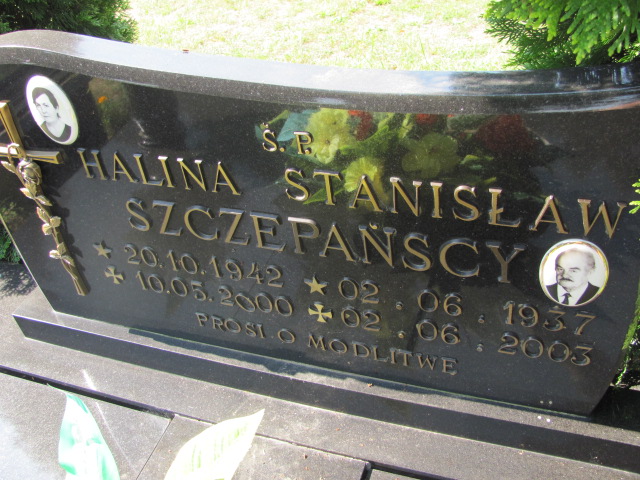 Ś. P.
HALINA STANISŁAW
SZCZEPAŃSCY
20.10.1942 02.06.1937
10.05.2000 02.06.2003
PROSI O MODLITWĘ